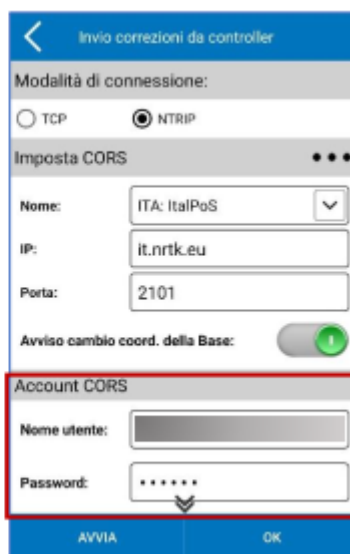 Invio correzioni da controller
Modalità di connessione:
TCP NTRIP
Imposta CORS
Nome: ITA: ItalPoS
IP: it.nrtk.eu
Porta: 2101
Avviso cambio coord. della Base:
Account CORS
Nome utente:
Password: ••••••
AVVIA OK